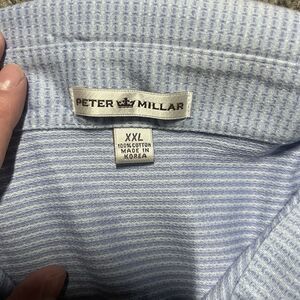 PETER MILLAR
XXL
100% COTTON
MADE IN
KOREA